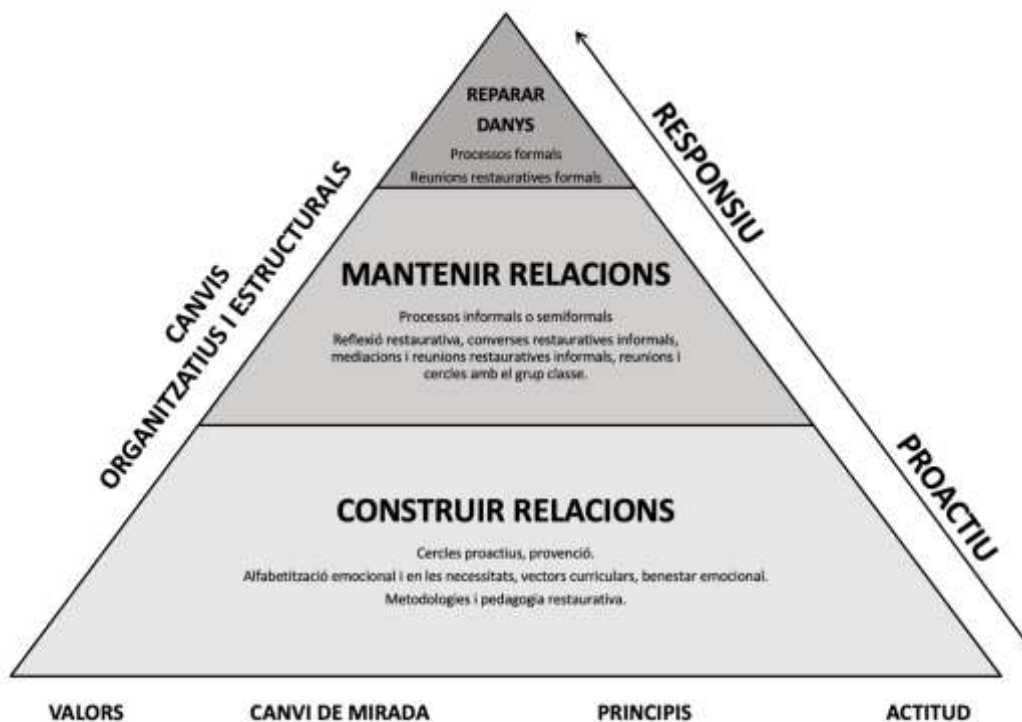 REPARAR
DANYS
Processos formals
Reunions restauratives formals
RESPONSIU
CANVIS
ORGANITZATIUS I ESTRUCTURALS
MANTENIR RELACIONS
Processos informals o semiformals
Reflexió restaurativa, converses restauratives informals,
mediacions i reunions restauratives informals, reunions i
cercles amb el grup classe.
PROACTIU
CONSTRUIR RELACIONS
Cercles proactius, provenció.
Alfabetització emocional i en les necessitats, vectors curriculars, benestar emocional.
Metodologies i pedagogia restaurativa.
VALORS CANVI DE MIRADA PRINCIPIS ACTITUD